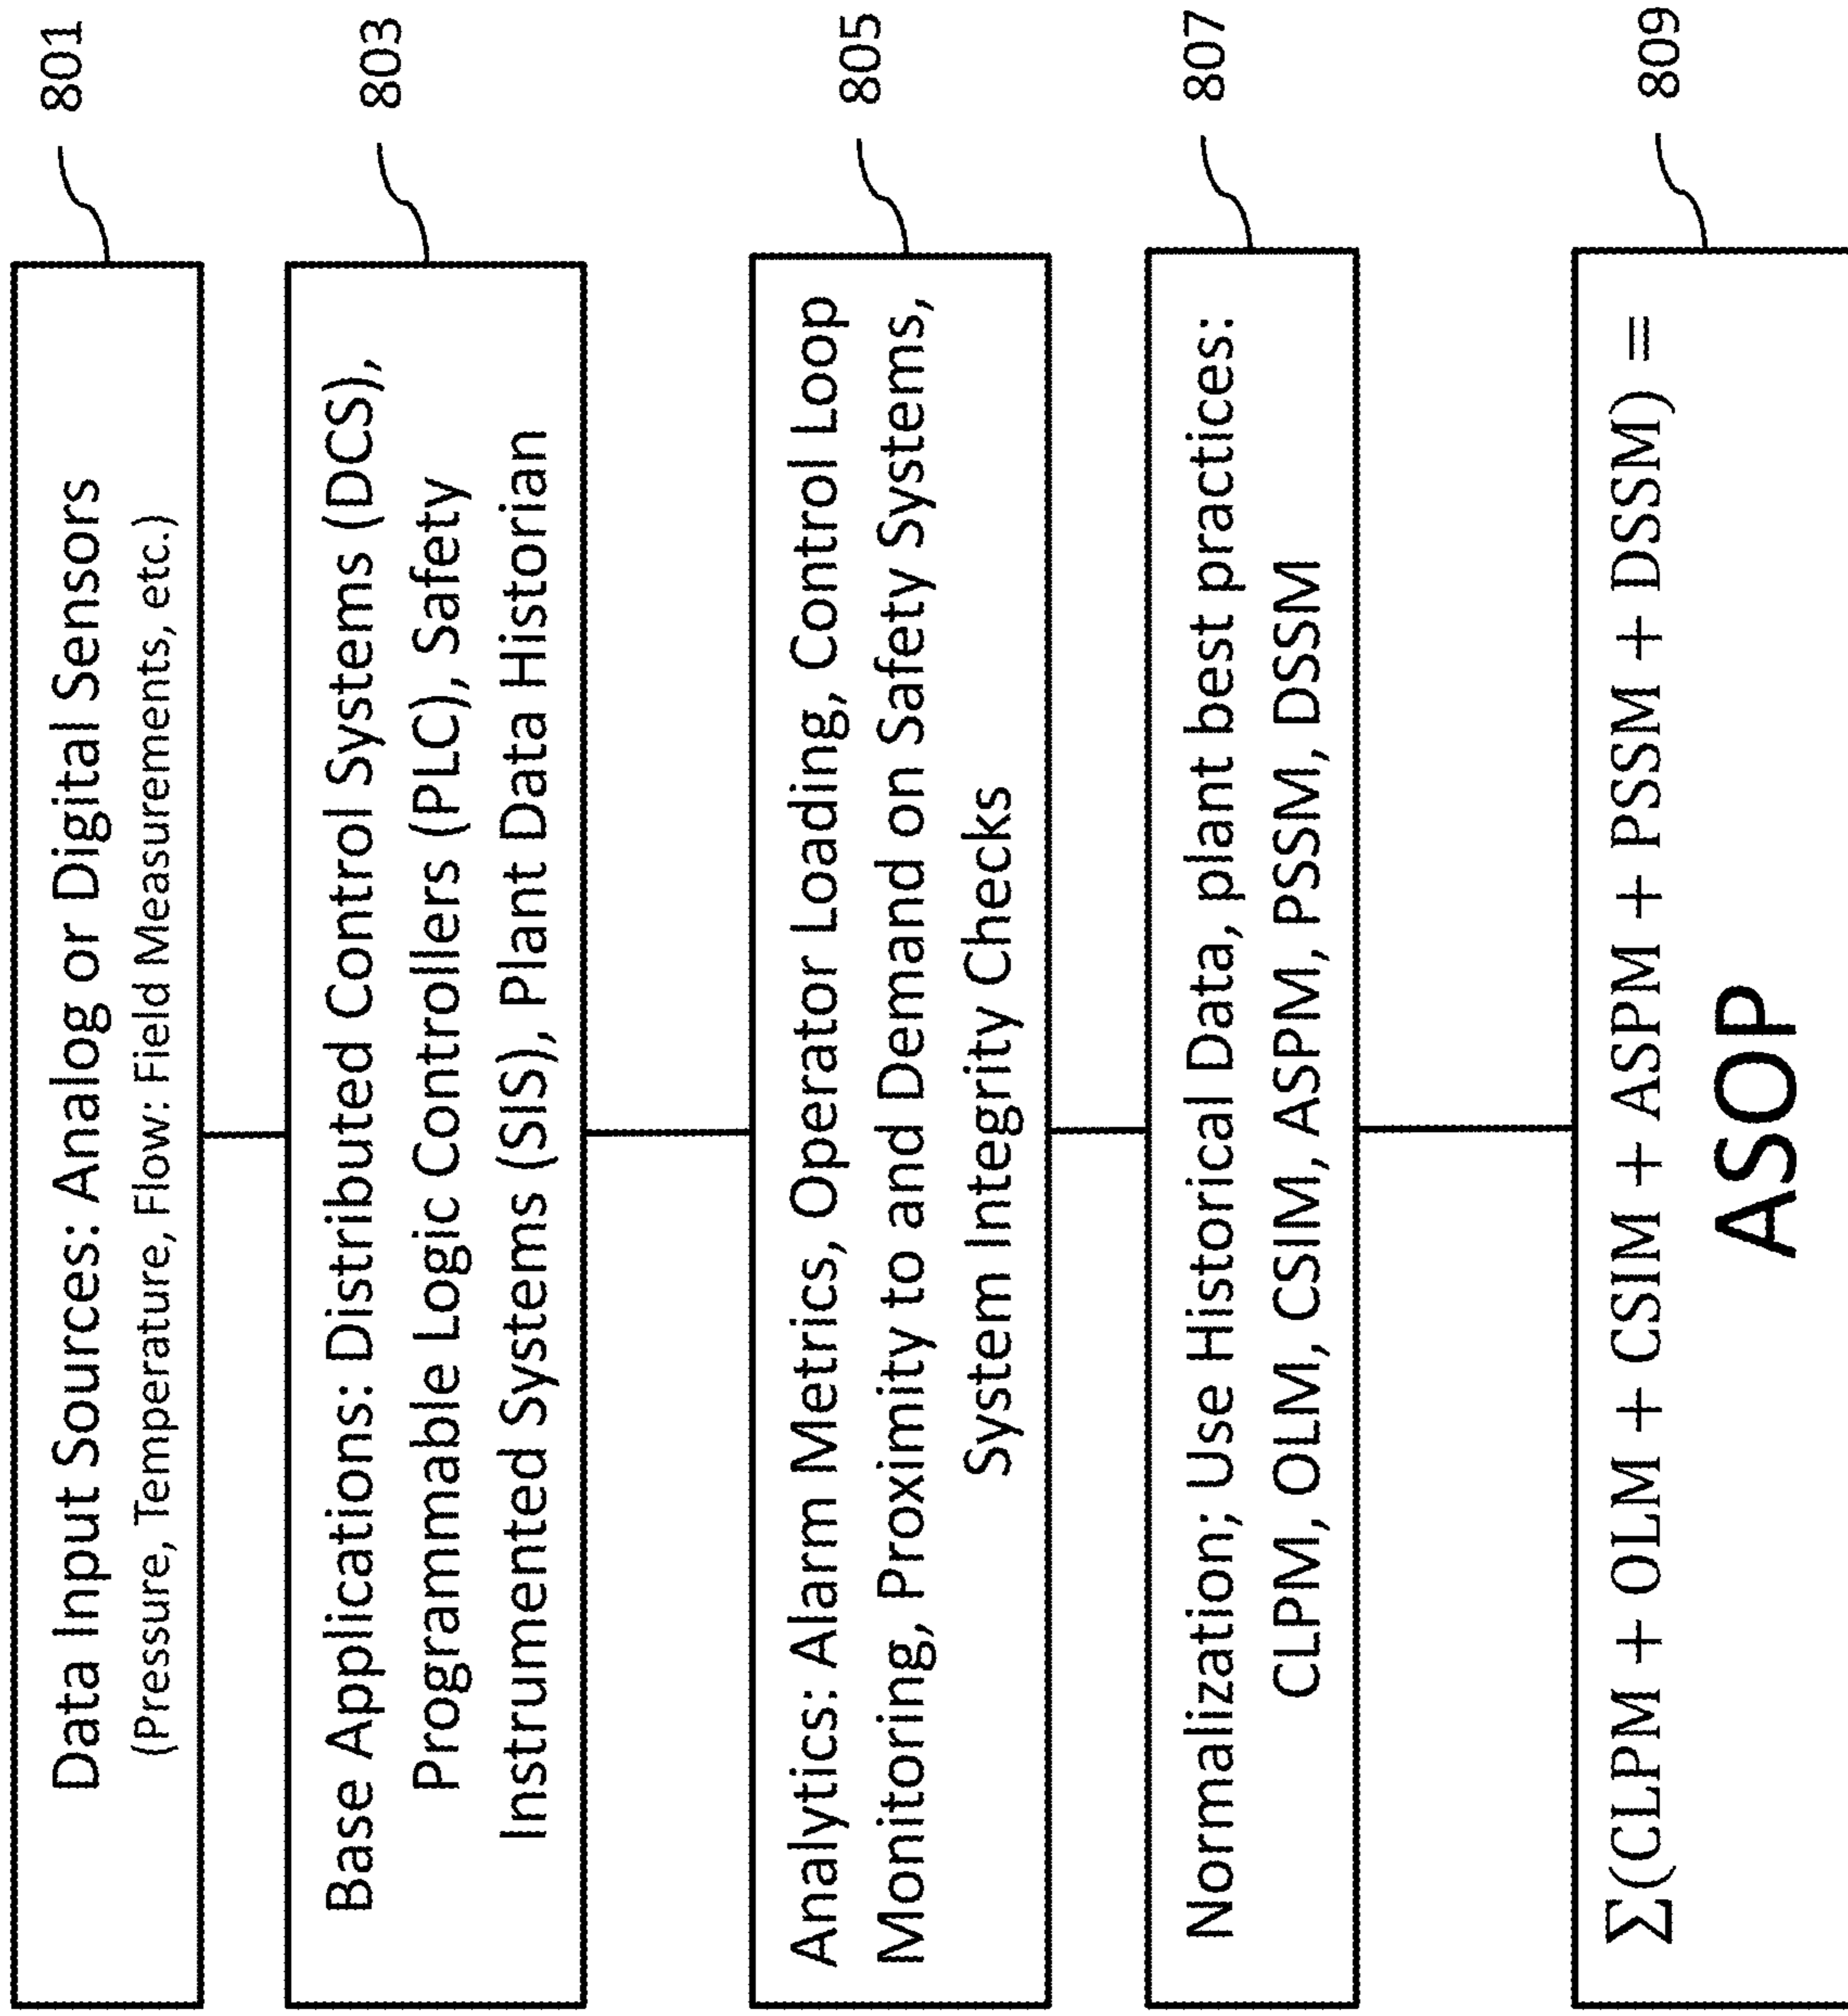 Data Input Sources: Analog or Digital Sensors
(Pressure, Temperature, Flow: Field Measurements, etc.)
801
Base Applications: Distributed Control Systems (DCS),
Programmable Logic Controllers (PLC), Safety
Instrumented Systems (SIS), Plant Data Historian
803
Analytics: Alarm Metrics, Operator Loading, Control Loop
Monitoring, Proximity to and Demand on Safety Systems,
System Integrity Checks
805
Normalization; Use Historical Data, plant best practices:
CLPM, OLM, CSIM, ASPM, PSSM, DSSM
807
∑(CLPM + OLM + CSIM + ASPM + PSSM + DSSM) =
ASOP
809